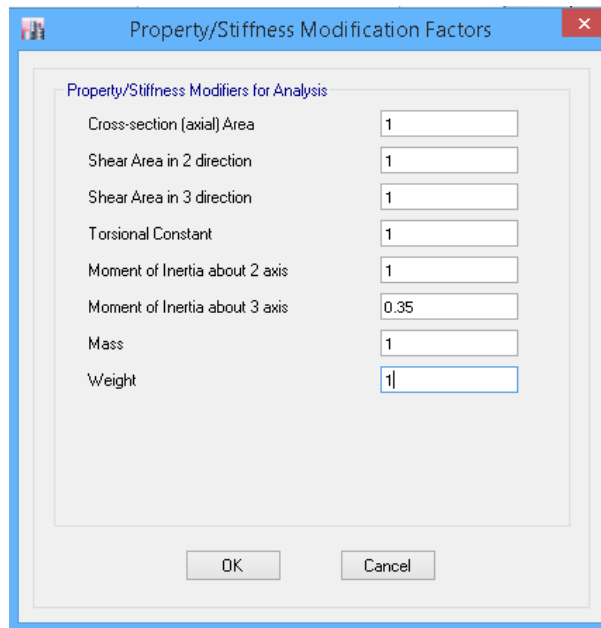 Property/Stiffness Modification Factors
Property/Stiffness Modifiers for Analysis
Cross-section (axial) Area 1
Shear Area in 2 direction 1
Shear Area in 3 direction 1
Torsional Constant 1
Moment of Inertia about 2 axis 1
Moment of Inertia about 3 axis 0.35
Mass 1
Weight 1
OK Cancel